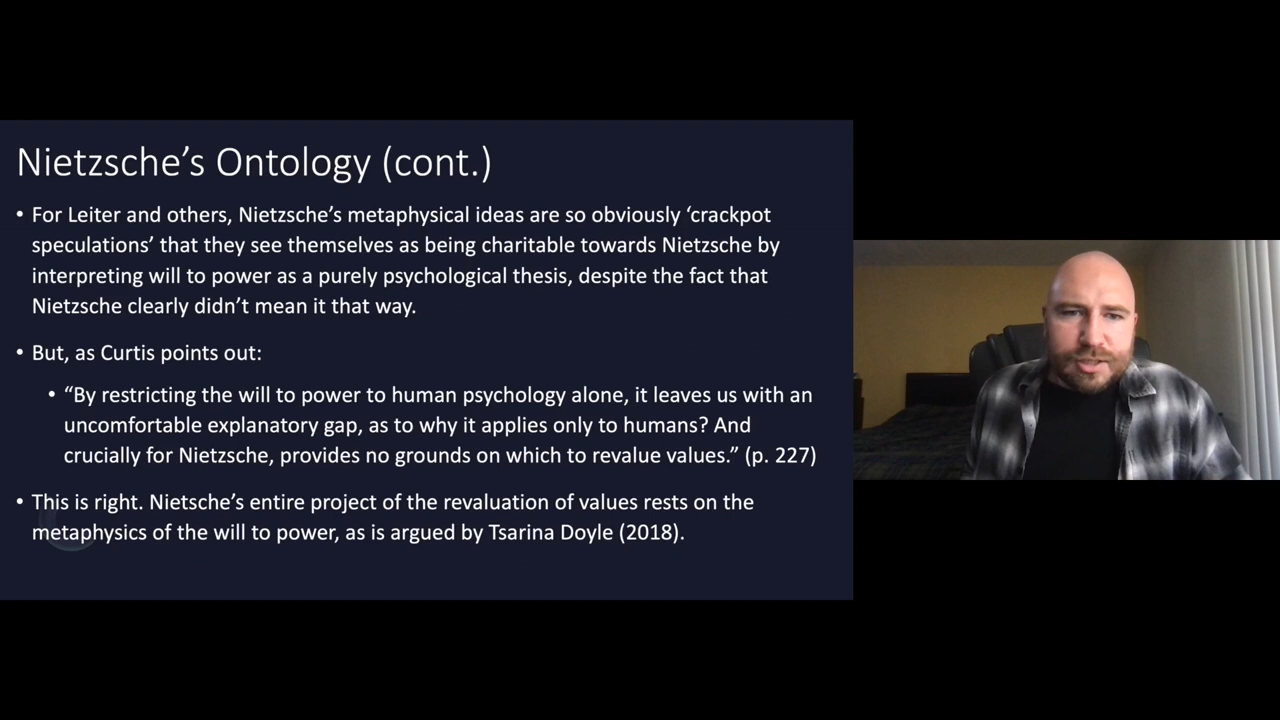 Nietzsche’s Ontology (cont.)
• For Leiter and others, Nietzsche’s metaphysical ideas are so obviously ‘crackpot
speculations’ that they see themselves as being charitable towards Nietzsche by
interpreting will to power as a purely psychological thesis, despite the fact that
Nietzsche clearly didn’t mean it that way.
• But, as Curtis points out:
• “By restricting the will to power to human psychology alone, it leaves us with an
uncomfortable explanatory gap, as to why it applies only to humans? And
crucially for Nietzsche, provides no grounds on which to revalue values.” (p. 227)
• This is right. Nietsche’s entire project of the revaluation of values rests on the
metaphysics of the will to power, as is argued by Tsarina Doyle (2018).